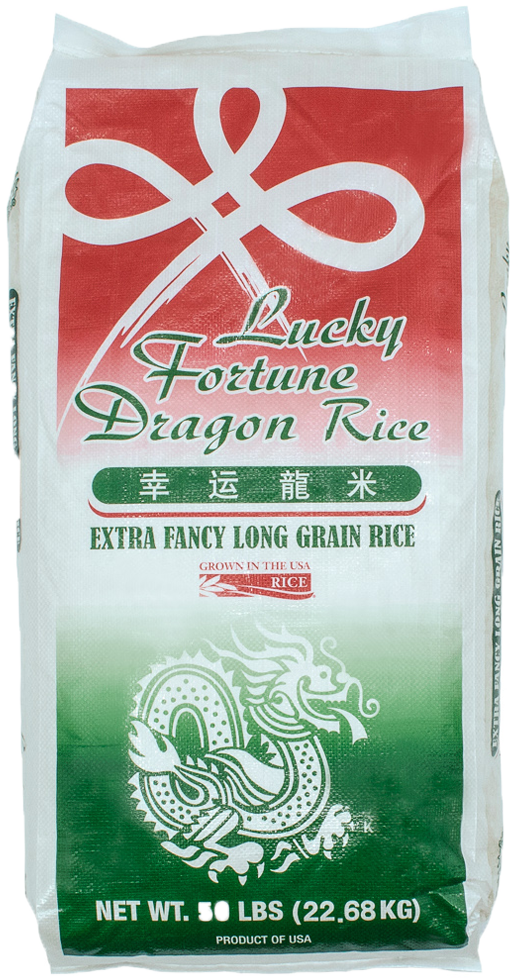 Lucky
Fortune
Dragon Rice
幸运龍米
EXTRA FANCY LONG GRAIN RICE
GROWN IN THE USA
RICE
NET WT. 50 LBS (22.68 KG)
PRODUCT OF USA
EXTRA FANCY LONG GRAIN RICE